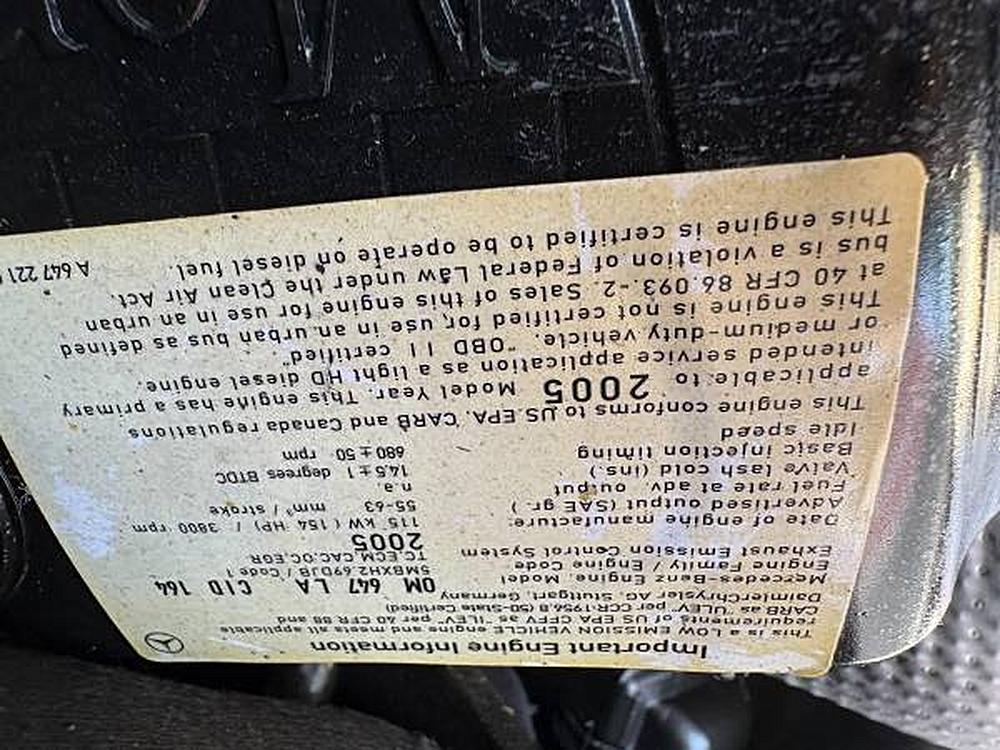 Important Engine Information
This is a LOW EMISSION VEHICLE engine and meets all applicable
requirements of US EPA CFFV as "ILEV" per 40 CFR 88 and
CARB as "ULEV" per CCR-1956.8 (50-State Certified)
DaimlerChrysler AG, Stuttgart, Germany
Mercedes-Benz Engine, Model OM 647 LA CID 164
Engine Family / Engine Code 5MBXH2.69DJB / Code 1
Exhaust Emission Control System TC,ECM,CAC,OC,EGR
Date of engine manufacture: 2005
Advertised output (SAE gr.) 115 kW (154 HP) / 3800 rpm
Fuel rate at adv. output 55-63 mm³ / stroke
Valve lash cold (ins.) n.a.
Basic injection timing 14.5 ± 1 degrees BTDC
Idle speed 680 ± 50 rpm
This engine conforms to US EPA, CARB and Canada regulations
applicable to 2005 Model Year. This engine has a primary
intended service application as a light HD diesel engine.
or medium-duty vehicle. "OBD II certified"
This engine is not certified for use in an urban bus as defined
at 40 CFR 86.093.-2. Sales of this engine for use in an urban
bus is a violation of Federal Law under the Clean Air Act.
This engine is certified to be operate on diesel fuel.
A 647 221